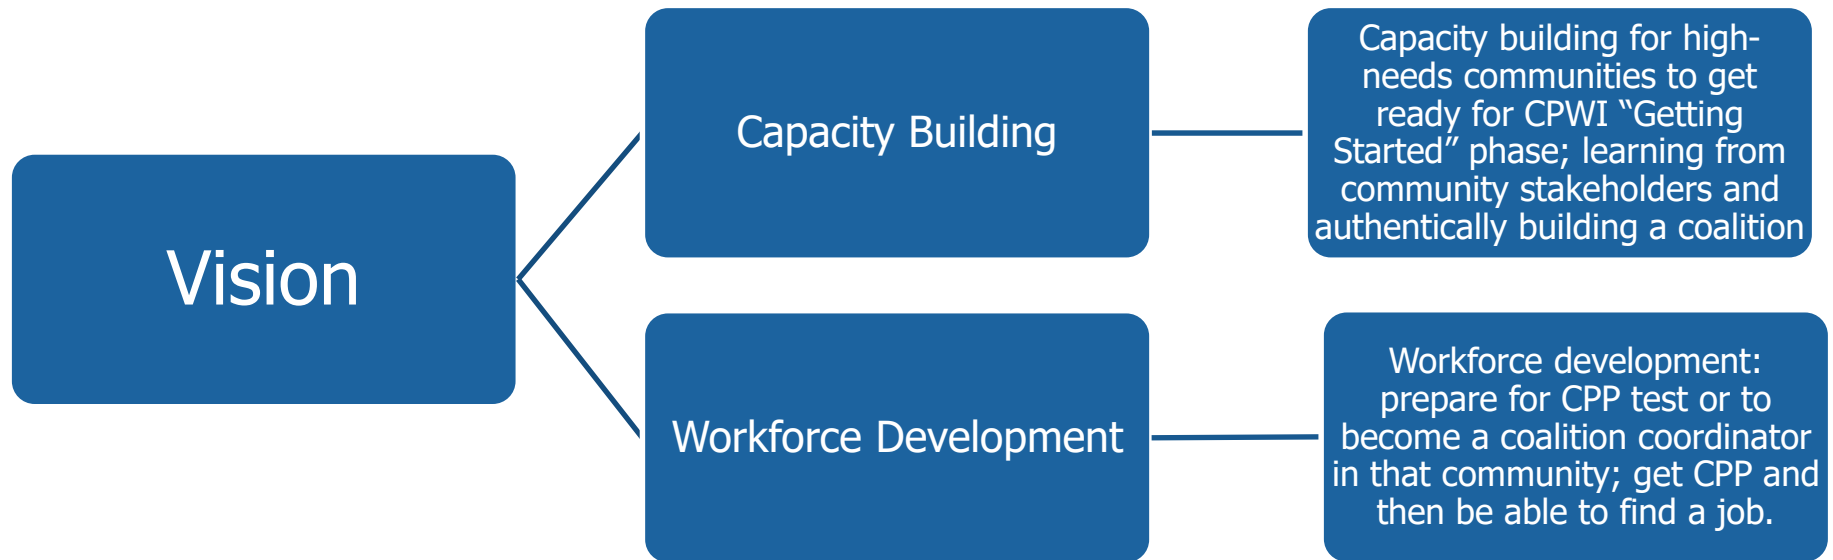 Vision
Capacity Building
Capacity building for high-
needs communities to get
ready for CPWI “Getting
Started” phase; learning from
community stakeholders and
authentically building a coalition
Workforce Development
Workforce development:
prepare for CPP test or to
become a coalition coordinator
in that community; get CPP and
then be able to find a job.